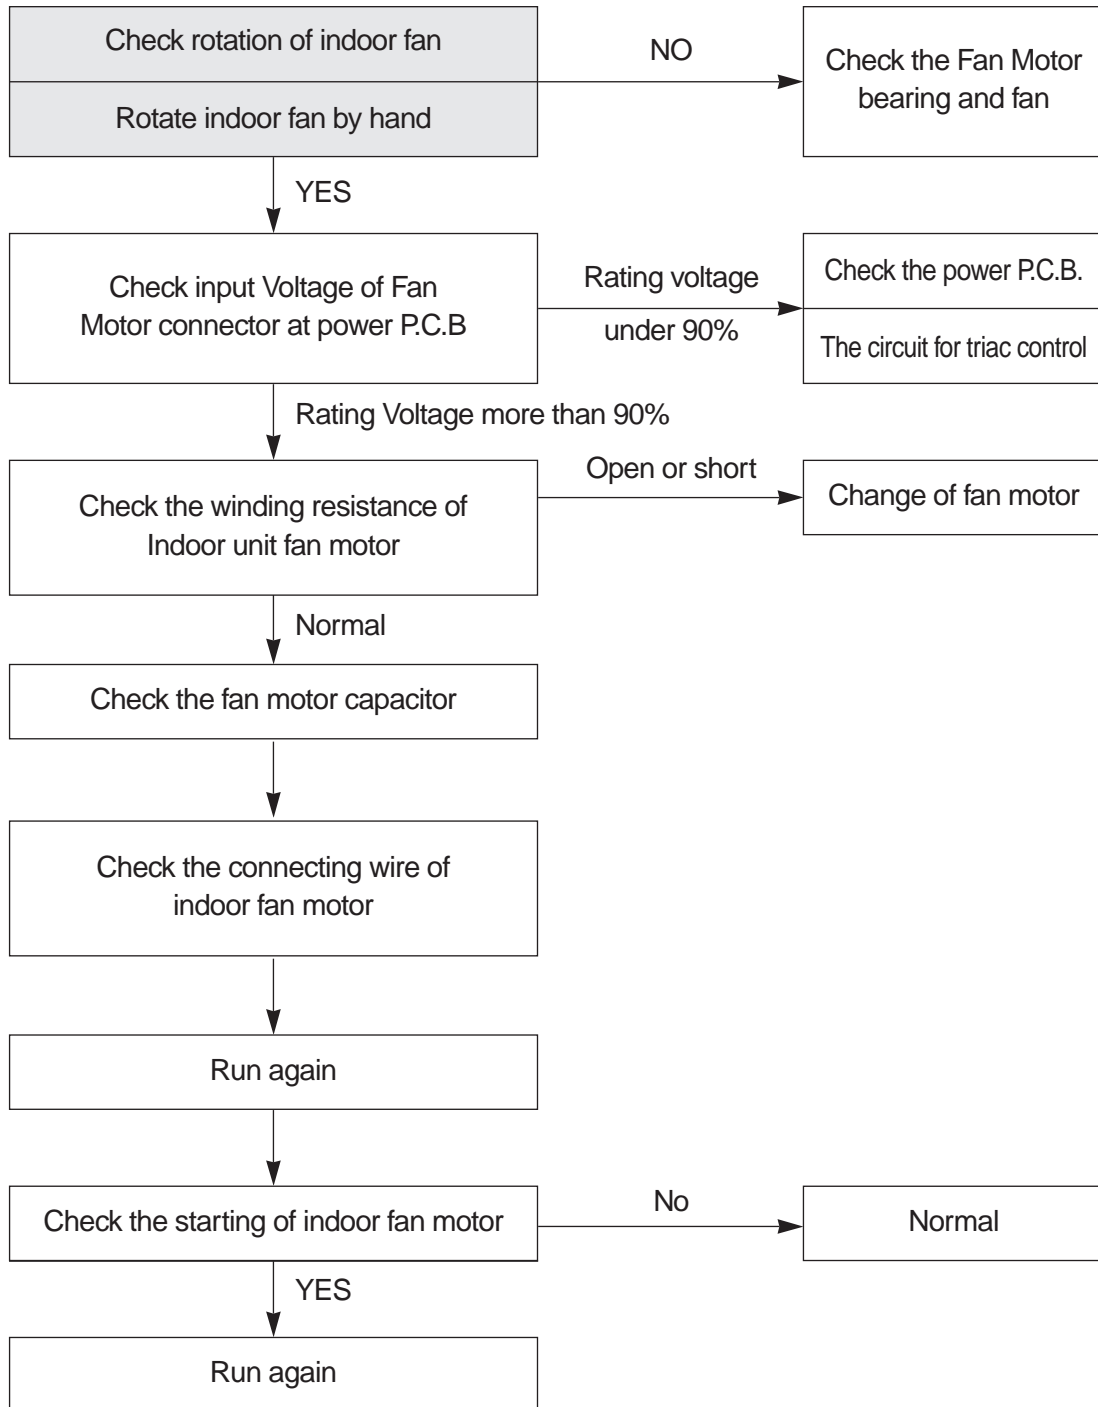 Check rotation of indoor fan
Rotate indoor fan by hand
NO
Check the Fan Motor
bearing and fan
YES
Check input Voltage of Fan
Motor connector at power P.C.B
Rating voltage
under 90%
Check the power P.C.B.
The circuit for triac control
Rating Voltage more than 90%
Check the winding resistance of
Indoor unit fan motor
Open or short
Change of fan motor
Normal
Check the fan motor capacitor
Check the connecting wire of
indoor fan motor
Run again
Check the starting of indoor fan motor
No
Normal
YES
Run again